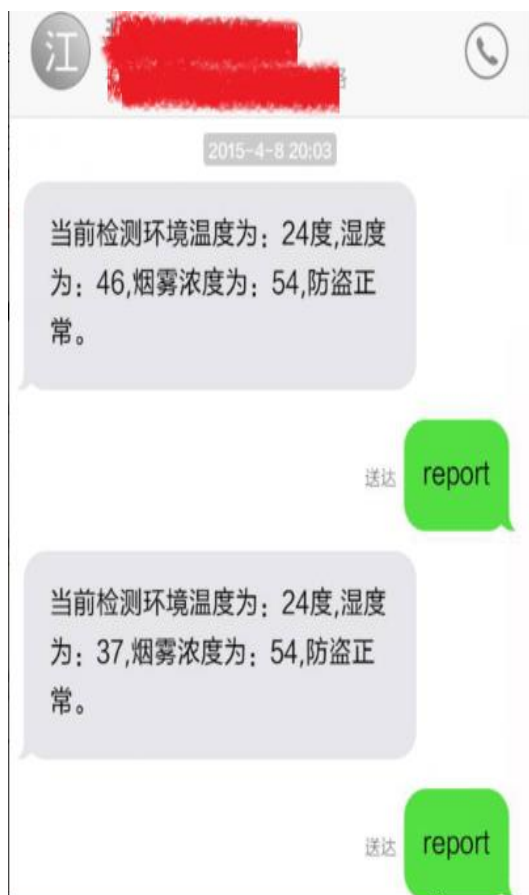 江
2015-4-8 20:03
当前检测环境温度为：24度,湿度
为：46,烟雾浓度为：54,防盗正
常。
送达
report
当前检测环境温度为：24度,湿度
为：37,烟雾浓度为：54,防盗正
常。
送达
report